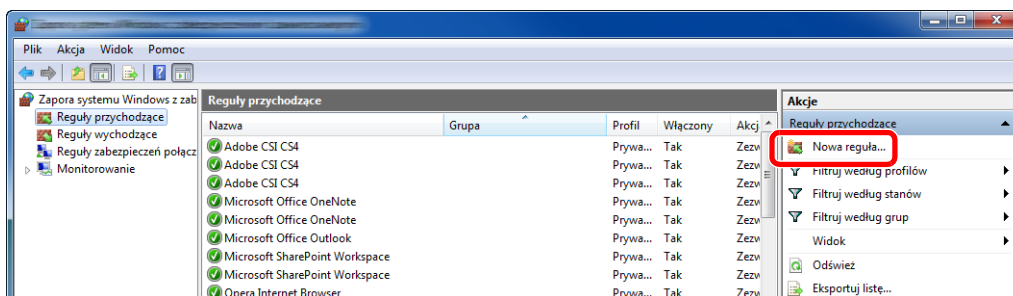 Plik Akcja Widok Pomoc
Zapora systemu Windows z zab
Reguły przychodzące
Reguły wychodzące
Reguły zabezpieczeń połącz
Monitorowanie
Reguły przychodzące
Nazwa Grupa Profil Włączony Akcj
Adobe CSI CS4 Prywa... Tak Zezw
Adobe CSI CS4 Prywa... Tak Zezw
Adobe CSI CS4 Prywa... Tak Zezw
Microsoft Office OneNote Prywa... Tak Zezw
Microsoft Office OneNote Prywa... Tak Zezw
Microsoft Office Outlook Prywa... Tak Zezw
Microsoft SharePoint Workspace Prywa... Tak Zezw
Microsoft SharePoint Workspace Prywa... Tak Zezw
Opera Internet Browser Prywa... Tak Zezw
Akcje
Reguły przychodzące
Nowa reguła...
Filtruj według profilów
Filtruj według stanów
Filtruj według grup
Widok
Odśwież
Eksportuj listę...